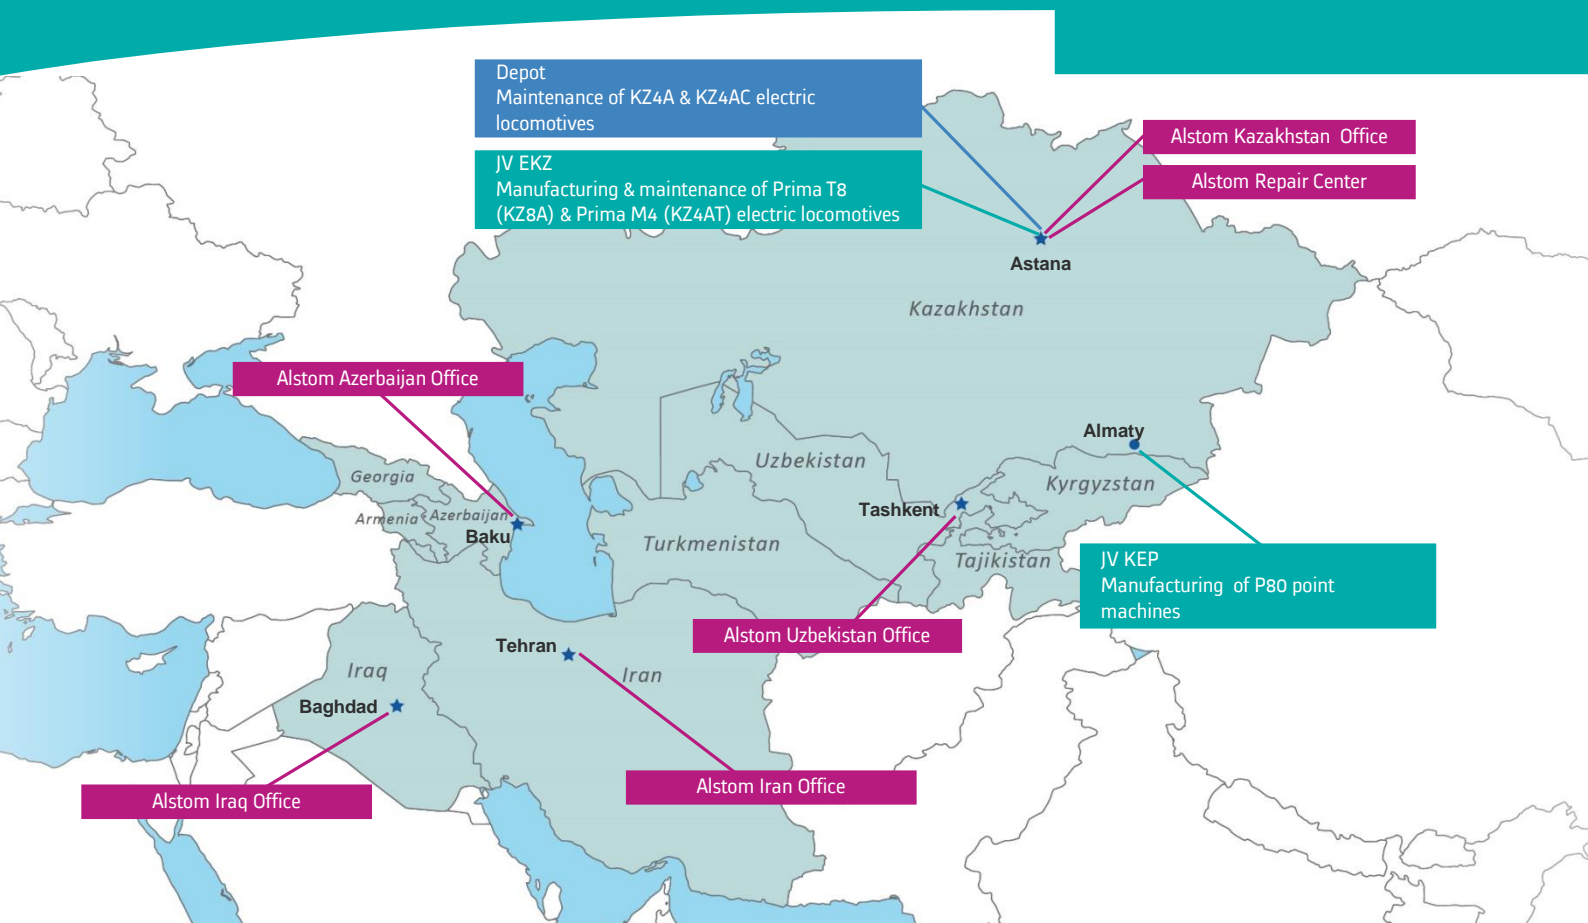 Depot
Maintenance of KZ4A & KZ4AC electric
locomotives
JV EKZ
Manufacturing & maintenance of Prima T8
(KZ8A) & Prima M4 (KZ4AT) electric locomotives
Alstom Kazakhstan Office
Alstom Repair Center
Astana
Kazakhstan
Alstom Azerbaijan Office
Almaty
Uzbekistan
Georgia
Kyrgyzstan
Tashkent
Armenia
Azerbaijan
Baku
Turkmenistan
Tajikistan
JV KEP
Manufacturing of P80 point
machines
Alstom Uzbekistan Office
Tehran
Iraq
Iran
Baghdad
Alstom Iran Office
Alstom Iraq Office